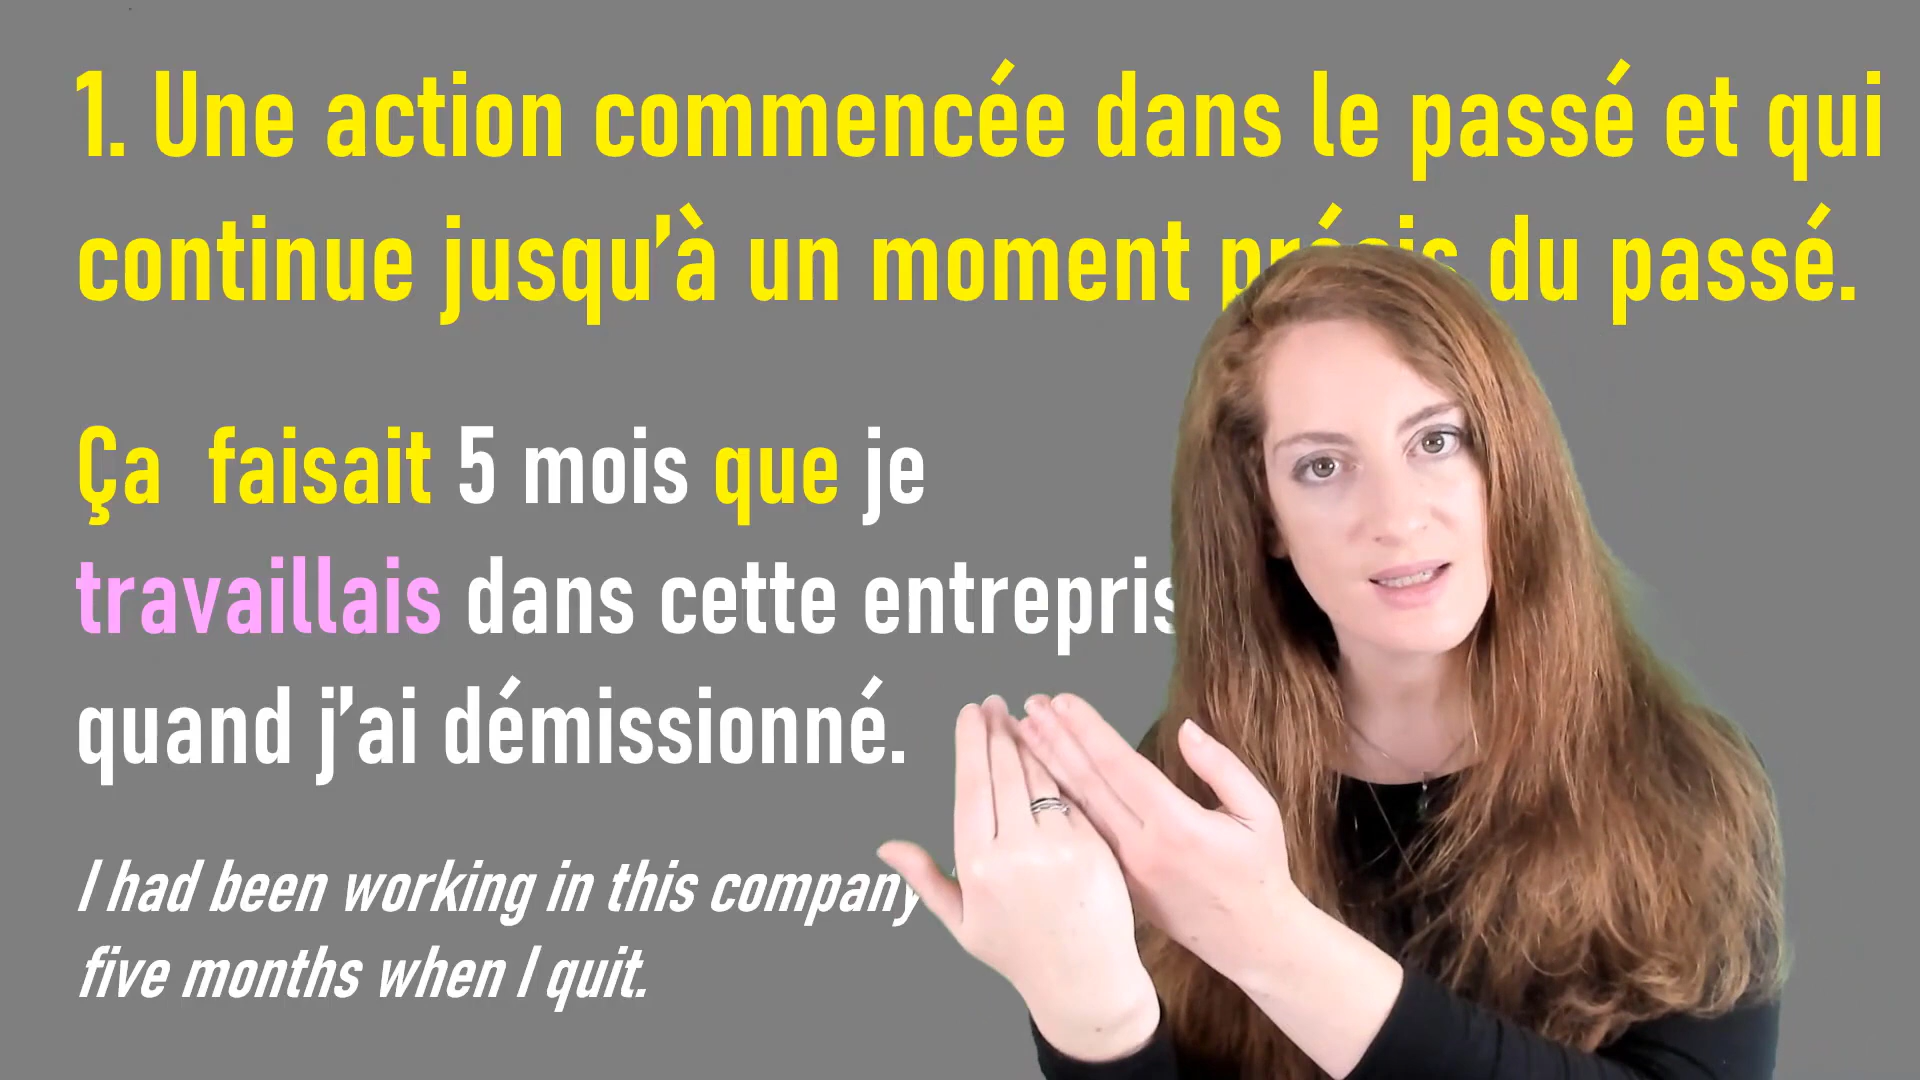 1. Une action commencée dans le passé et qui
continue jusqu'à un moment précis du passé.
Ça faisait 5 mois que je
travaillais dans cette entrepris
quand j'ai démissionné.
I had been working in this company
five months when I quit.